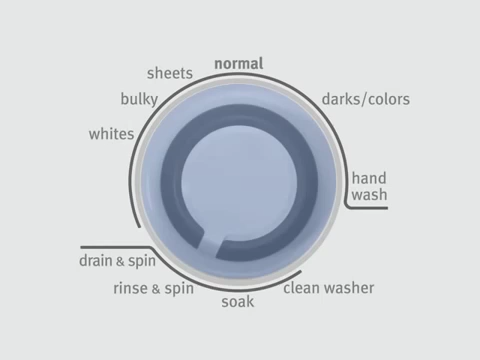 normal
sheets
bulky
darks/colors
whites
hand
wash
drain & spin
rinse & spin
clean washer
soak